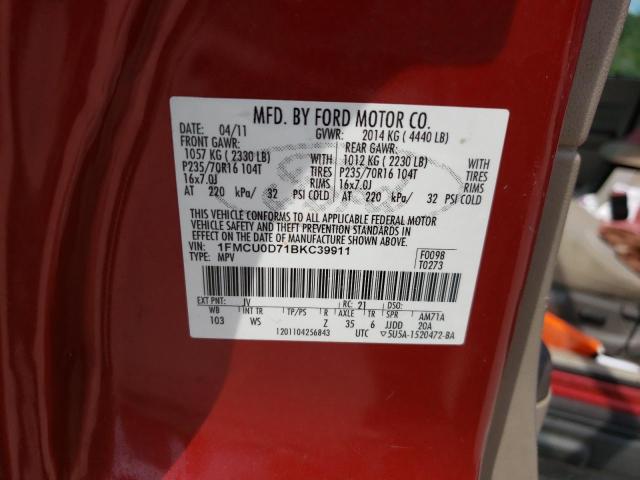 MFD. BY FORD MOTOR CO.
DATE: 04/11 GVWR: 2014 KG ( 4440 LB)
FRONT GAWR: REAR GAWR:
1057 KG ( 2330 LB) WITH 1012 KG ( 2230 LB) WITH
P235/70R16 104T TIRES P235/70R16 104T TIRES
16x7.0J RIMS 16x7.0J RIMS
AT 220 kPa/ 32 PSI COLD AT 220 kPa/ 32 PSI COLD
THIS VEHICLE CONFORMS TO ALL APPLICABLE FEDERAL MOTOR
VEHICLE SAFETY AND THEFT PREVENTION STANDARDS IN
EFFECT ON THE DATE OF MANUFACTURE SHOWN ABOVE.
VIN: 1FMCU0D71BKC39911 F0098
TYPE: MPV T0273
EXT PNT: JV RC: 21 DSO:
WB INT TR TP/PS R AXLE TR SPR AM71A
103 WS Z 35 6 JJDD 20A
1201104256843 UTC ▽5U5A-1520472-BA